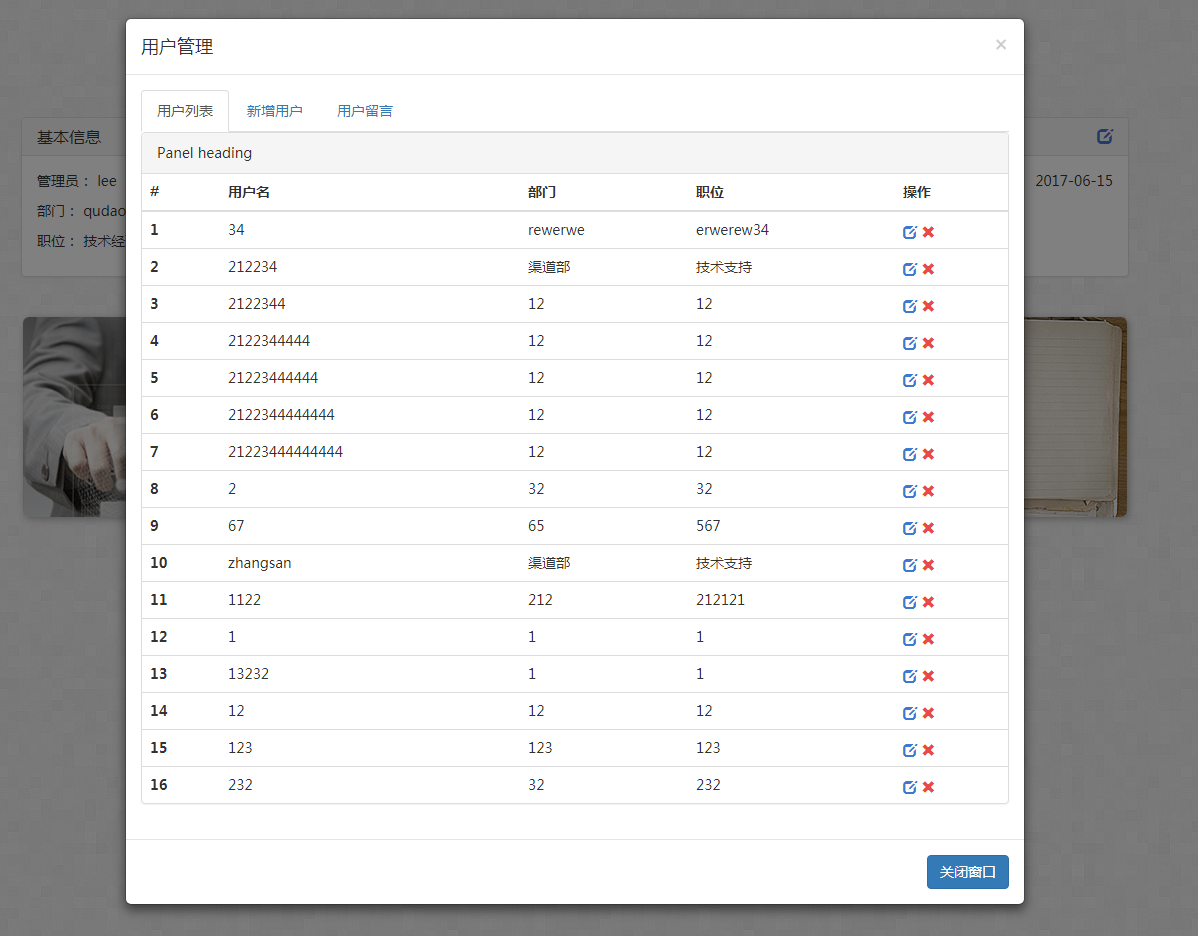 用户管理
×
用户列表 新增用户 用户留言
基本信息
Panel heading
管理员： lee
2017-06-15
部门： qudao
职位： 技术经
# 用户名 部门 职位 操作
1 34 rewerwe erwerew34
2 212234 渠道部 技术支持
3 2122344 12 12
4 2122344444 12 12
5 21223444444 12 12
6 2122344444444 12 12
7 21223444444444 12 12
8 2 32 32
9 67 65 567
10 zhangsan 渠道部 技术支持
11 1122 212 212121
12 1 1 1
13 13232 1 1
14 12 12 12
15 123 123 123
16 232 32 232
关闭窗口